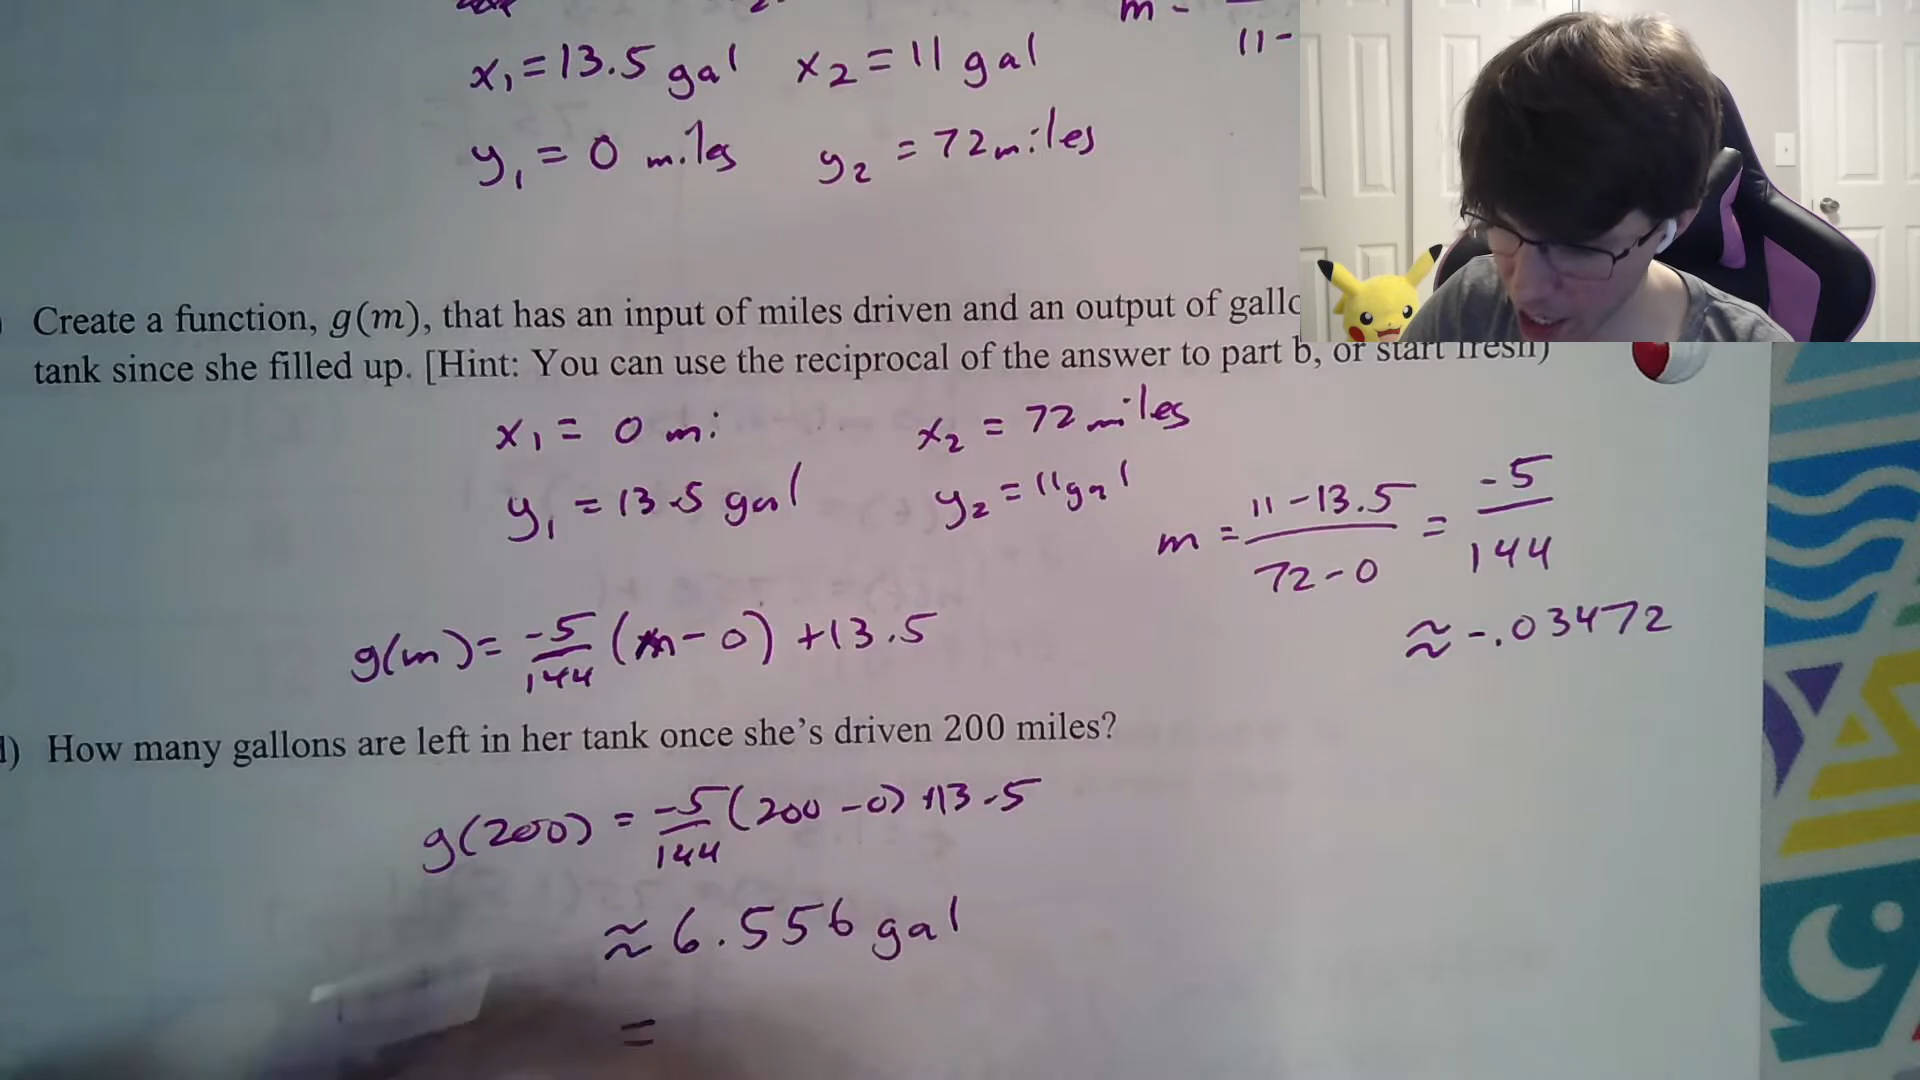 m -
x₁ = 13.5 gal x₂ = 11 gal
11-
y₁ = 0 miles y₂ = 72 miles
Create a function, g(m), that has an input of miles driven and an output of
tank since she filled up. [Hint: You can use the reciprocal of the answer to part b, or start fresh)
x₁ = 0 mi x₂ = 72 miles
y₁ = 13.5 gal y₂ = 11 gal
m = (11 - 13.5)/(72 - 0) = -5/144
≈ -.03472
g(m) = -5/144 (m - 0) + 13.5
d) How many gallons are left in her tank once she's driven 200 miles?
g(200) = -5/144 (200 - 0) + 13.5
≈ 6.556 gal
=